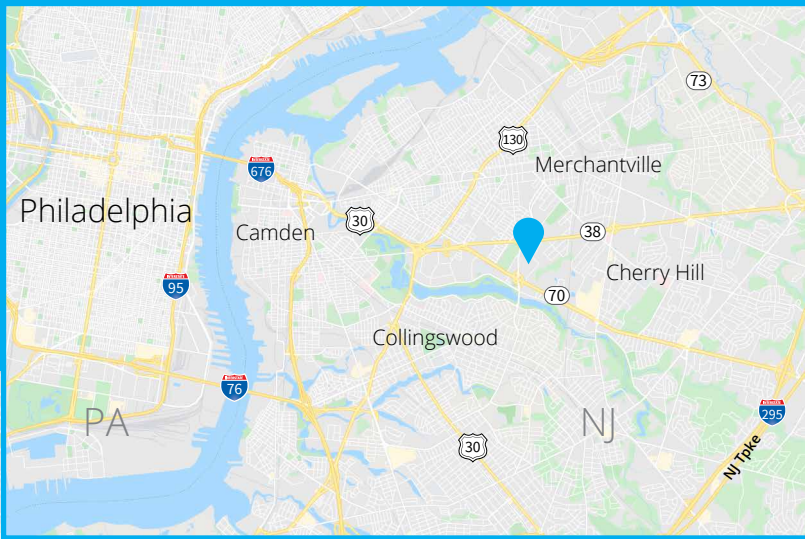 73
130
Merchantville
676
Philadelphia
30
Camden
38
Cherry Hill
95
70
Collingswood
76
PA
NJ
295
30
NJ Tpke